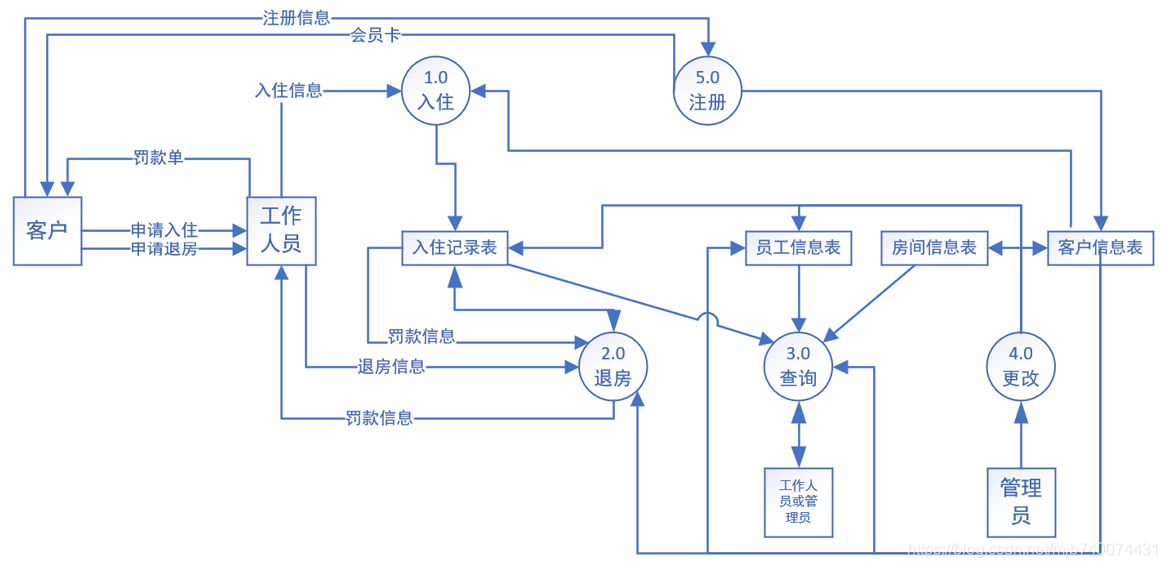 注册信息
会员卡
1.0
入住
5.0
注册
入住信息
罚款单
客户
申请入住
申请退房
工作
人员
入住记录表
员工信息表
房间信息表
客户信息表
罚款信息
退房信息
罚款信息
2.0
退房
3.0
查询
4.0
更改
工作人
员或管
理员
管理
员
https://blog.csdn.net/mjb740074431